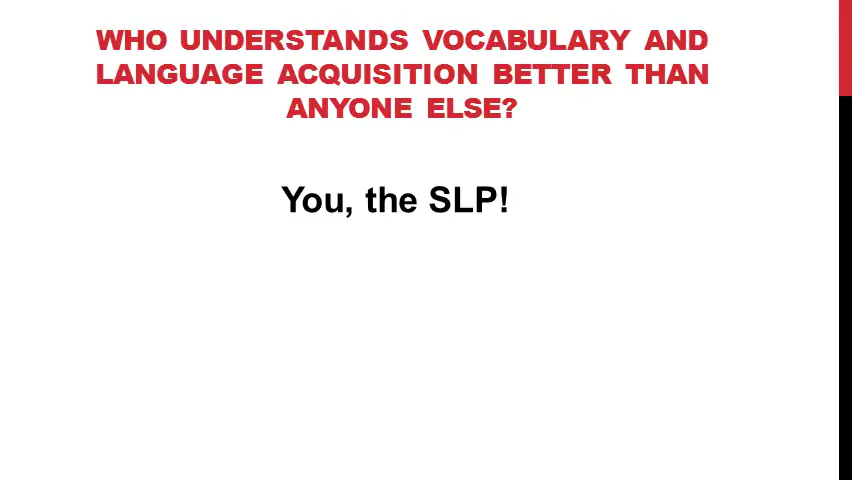 WHO UNDERSTANDS VOCABULARY AND
LANGUAGE ACQUISITION BETTER THAN
ANYONE ELSE?
You, the SLP!